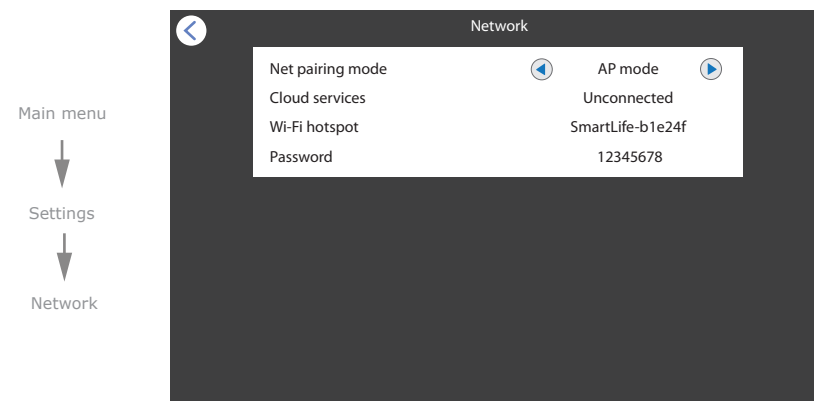 Network
Net pairing mode AP mode
Cloud services Unconnected
Wi-Fi hotspot SmartLife-b1e24f
Password 12345678
Main menu
Settings
Network